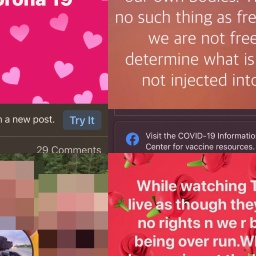 orona 19
n a new post.
Try It
29 Comments
our own bodies. T
no such thing as fre
we are not free
determine what is
not injected into
Visit the COVID-19 Informatio
Center for vaccine resources.
While watching T
live as though they
no rights n we r b
being over run.W